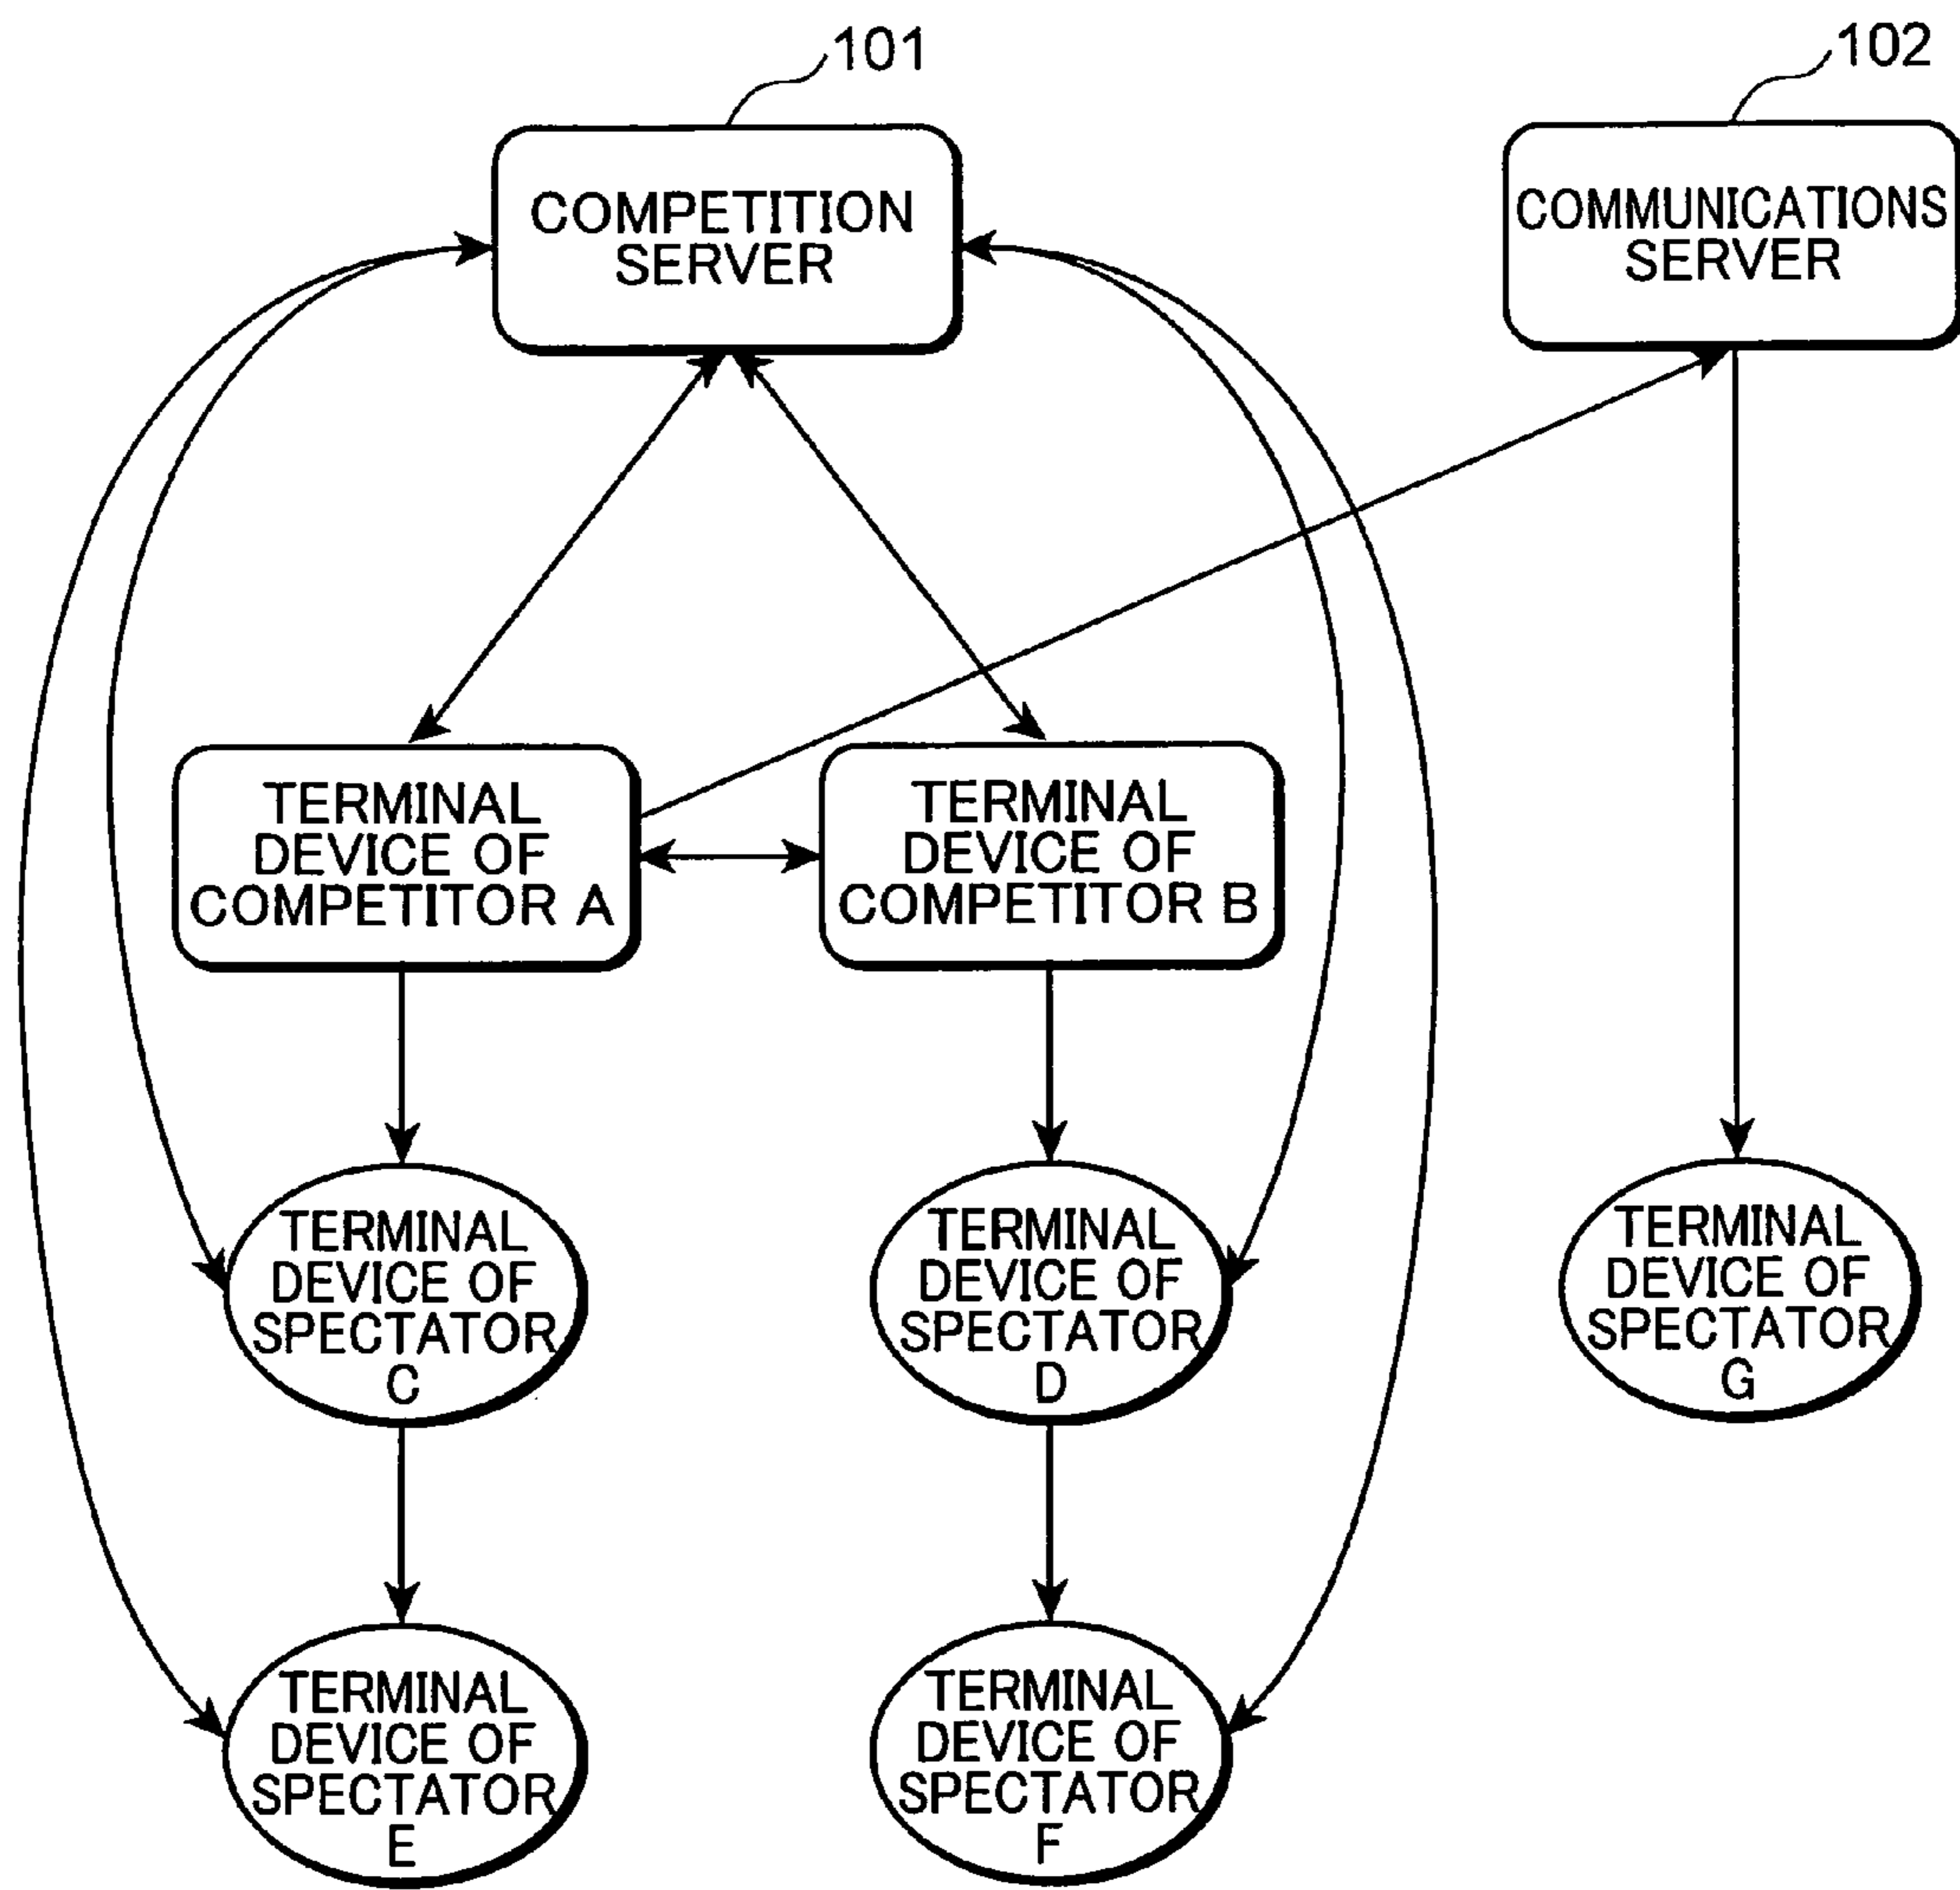 101
102
COMPETITION
SERVER
COMMUNICATIONS
SERVER
TERMINAL
DEVICE OF
COMPETITOR A
TERMINAL
DEVICE OF
COMPETITOR B
TERMINAL
DEVICE OF
SPECTATOR
C
TERMINAL
DEVICE OF
SPECTATOR
D
TERMINAL
DEVICE OF
SPECTATOR
G
TERMINAL
DEVICE OF
SPECTATOR
E
TERMINAL
DEVICE OF
SPECTATOR
F